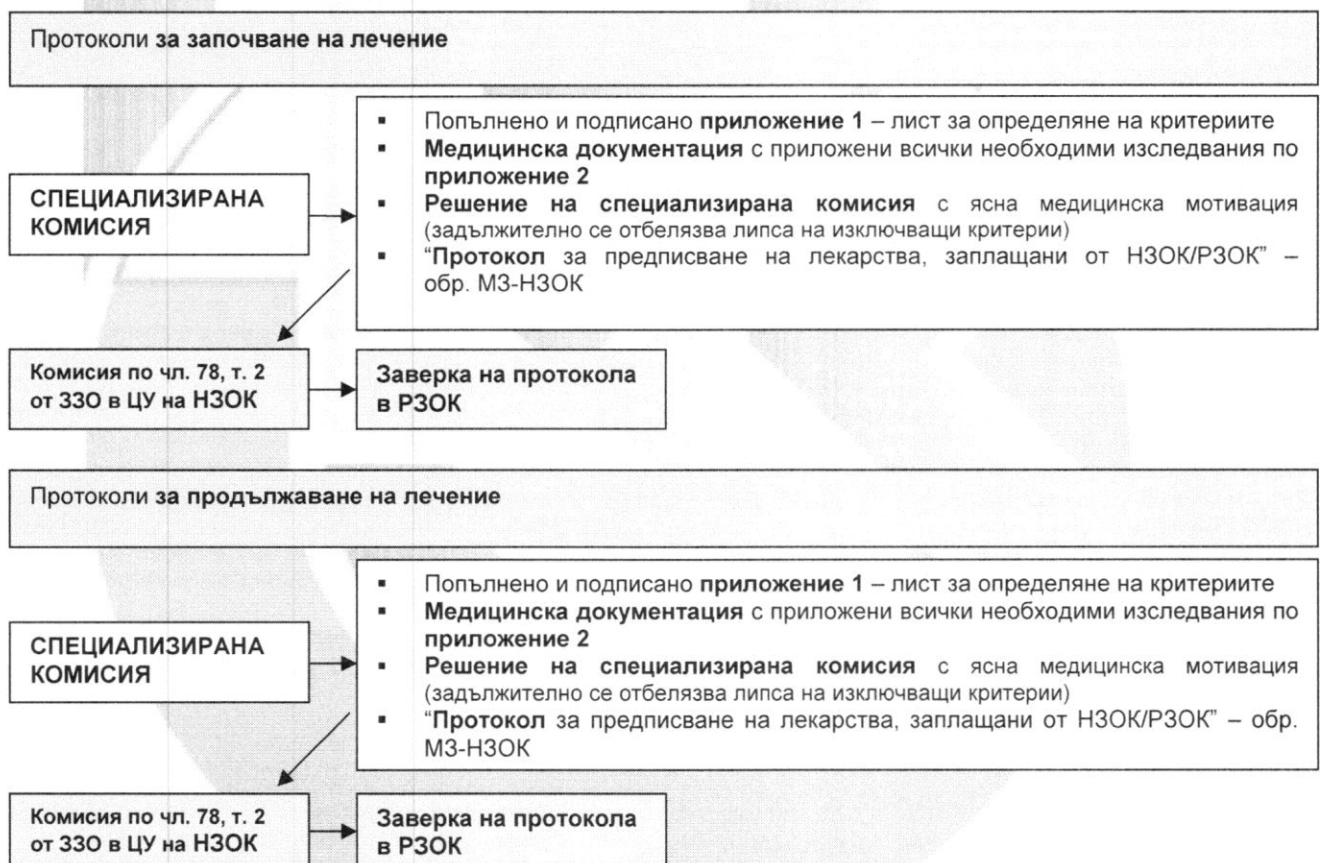 Протоколи за започване на лечение
СПЕЦИАЛИЗИРАНА
КОМИСИЯ
▪ Попълнено и подписано приложение 1 – лист за определяне на критериите
▪ Медицинска документация с приложени всички необходими изследвания по
приложение 2
▪ Решение на специализирана комисия с ясна медицинска мотивация
(задължително се отбелязва липса на изключващи критерии)
▪ “Протокол за предписване на лекарства, заплащани от НЗОК/РЗОК” –
обр. МЗ-НЗОК
Комисия по чл. 78, т. 2
от ЗЗО в ЦУ на НЗОК
Заверка на протокола
в РЗОК
Протоколи за продължаване на лечение
СПЕЦИАЛИЗИРАНА
КОМИСИЯ
▪ Попълнено и подписано приложение 1 – лист за определяне на критериите
▪ Медицинска документация с приложени всички необходими изследвания по
приложение 2
▪ Решение на специализирана комисия с ясна медицинска мотивация
(задължително се отбелязва липса на изключващи критерии)
▪ “Протокол за предписване на лекарства, заплащани от НЗОК/РЗОК” – обр.
МЗ-НЗОК
Комисия по чл. 78, т. 2
от ЗЗО в ЦУ на НЗОК
Заверка на протокола
в РЗОК